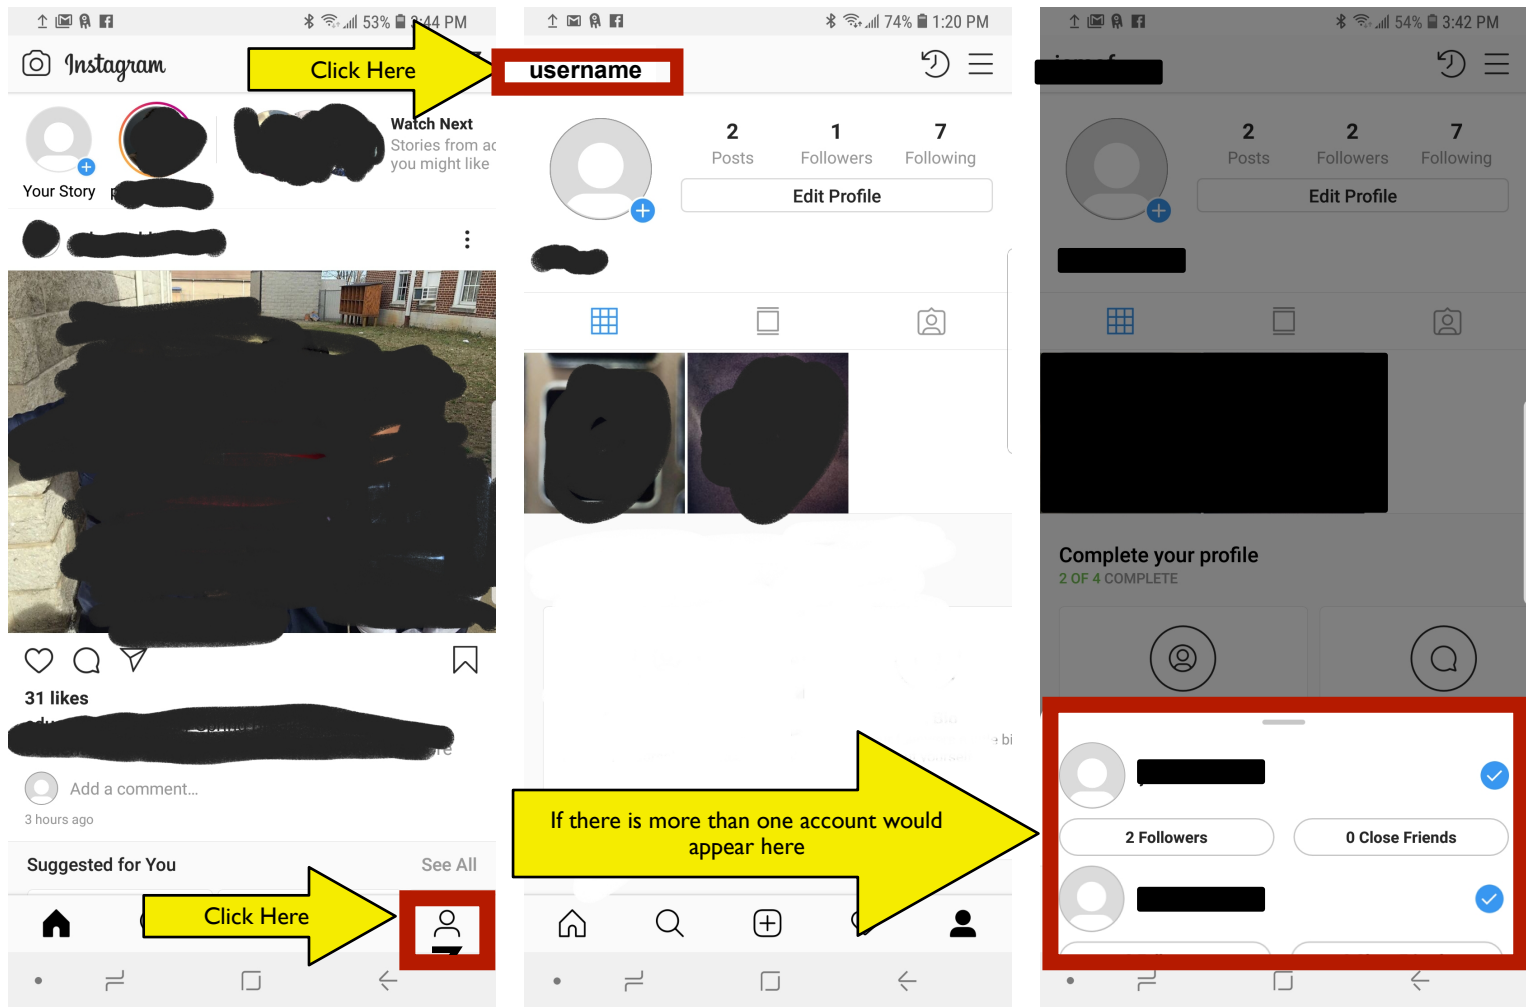 53%
3:44 PM
Instagram
Click Here
Watch Next
Stories from ac
you might like
Your Story
31 likes
Add a comment...
3 hours ago
Suggested for You
See All
Click Here
74%
1:20 PM
username
2
1
7
Posts
Followers
Following
Edit Profile
If there is more than one account would
appear here
54%
3:42 PM
2
2
7
Posts
Followers
Following
Edit Profile
Complete your profile
2 OF 4 COMPLETE
2 Followers
0 Close Friends